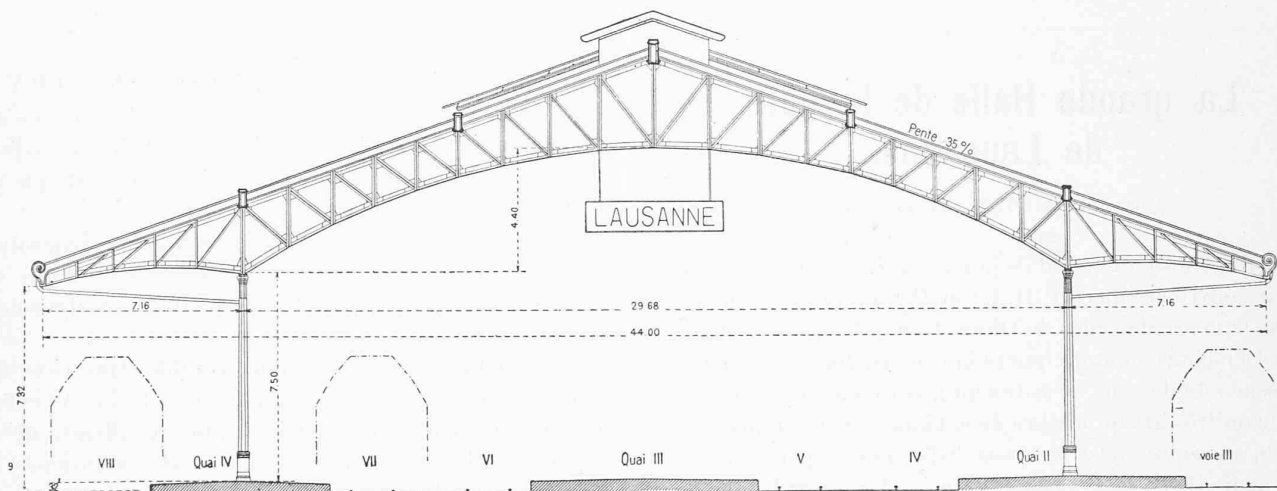 Pente 35%
LAUSANNE
4.40
7.16
29.68
7.16
44.00
7.32
7.50
VIII
Quai IV
VII
VI
Quai III
V
IV
Quai II
voie III
9